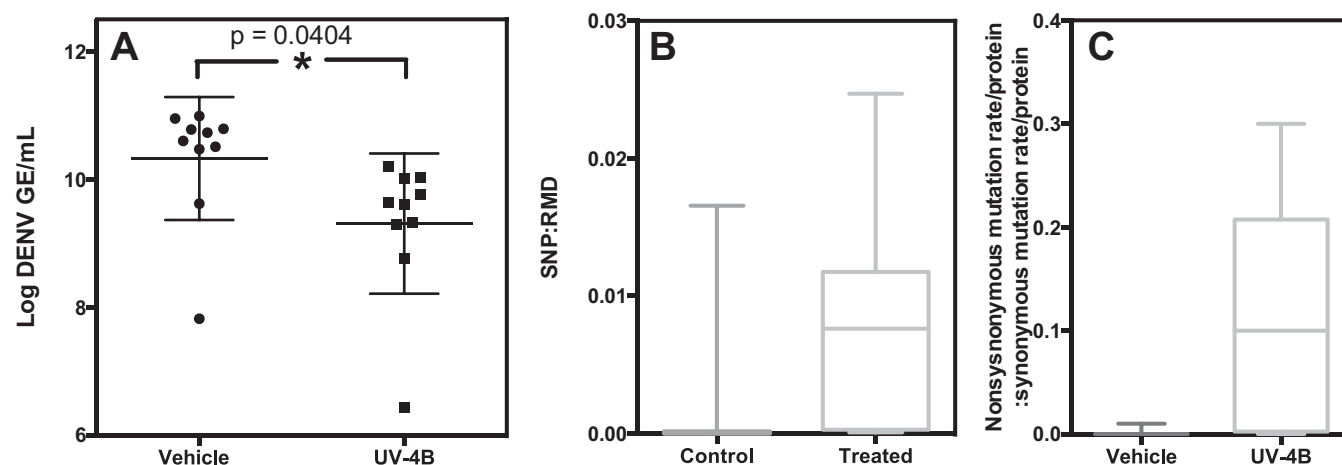 A
p = 0.0404
*
12
10
8
6
Log DENV GE/mL
Vehicle
UV-4B
B
0.03
0.02
0.01
0.00
SNP:RMD
Control
Treated
C
0.4
0.3
0.2
0.1
0.0
Nonsysnonymous mutation rate/protein
:synonymous mutation rate/protein
Vehicle
UV-4B